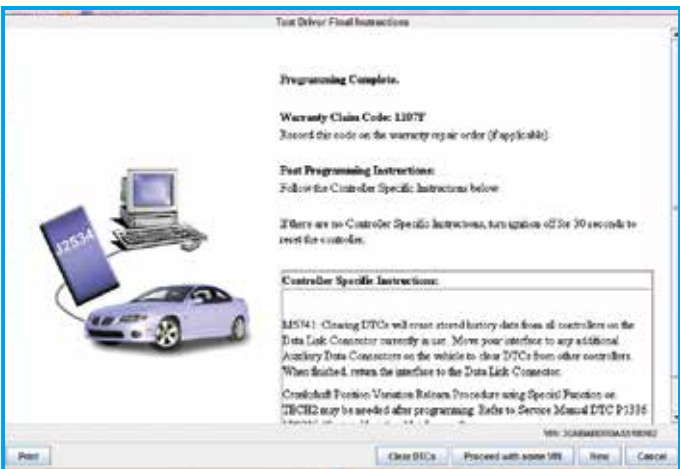 Test Driver Final Instructions
Programming Complete.
Warranty Claim Code:
Record this code on the warranty repair order (if applicable)
Post Programming Instructions:
Follow the Controller Specific Instructions below
If there are no Controller Specific Instructions, turn ignition off for 30 seconds to
reset the controller.
J2534
Controller Specific Instructions:
M5741: Clearing DTCs will erase stored history data from all controllers on the
Data Link Connector currently in use. Move your interface to any additional
Auxiliary Data Connectors on the vehicle to clear DTCs from other controllers.
When finished, return the interface to the Data Link Connector.
Crankshaft Position Variation Relearn Procedure using Special Function on
TECH2 may be needed after programming. Refer to Service Manual DTC P1336
VIN:
Print
Clear DTCs
Proceed with same VIN
New
Cancel